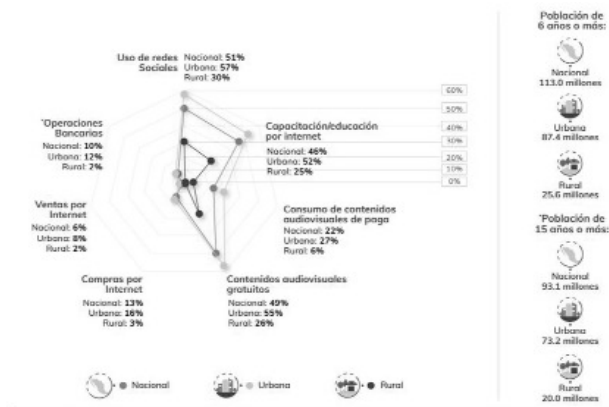 Uso de redes Sociales
Nacional: 51%
Urbana: 57%
Rural: 30%
60%
50%
40%
30%
20%
10%
0%
Capacitación/educación
por internet
Nacional: 46%
Urbana: 52%
Rural: 25%
Consumo de contenidos
audiovisuales de paga
Nacional: 22%
Urbana: 27%
Rural: 6%
Contenidos audiovisuales
gratuitos
Nacional: 49%
Urbana: 55%
Rural: 26%
Compras por
Internet
Nacional: 13%
Urbana: 16%
Rural: 3%
Ventas por
Internet
Nacional: 6%
Urbana: 8%
Rural: 2%
*Operaciones
Bancarias
Nacional: 10%
Urbana: 12%
Rural: 2%
Nacional
Urbana
Rural
Población de
6 años o más:
Nacional
113.0 millones
Urbana
87.4 millones
Rural
25.6 millones
*Población de
15 años o más:
Nacional
93.1 millones
Urbana
73.2 millones
Rural
20.0 millones